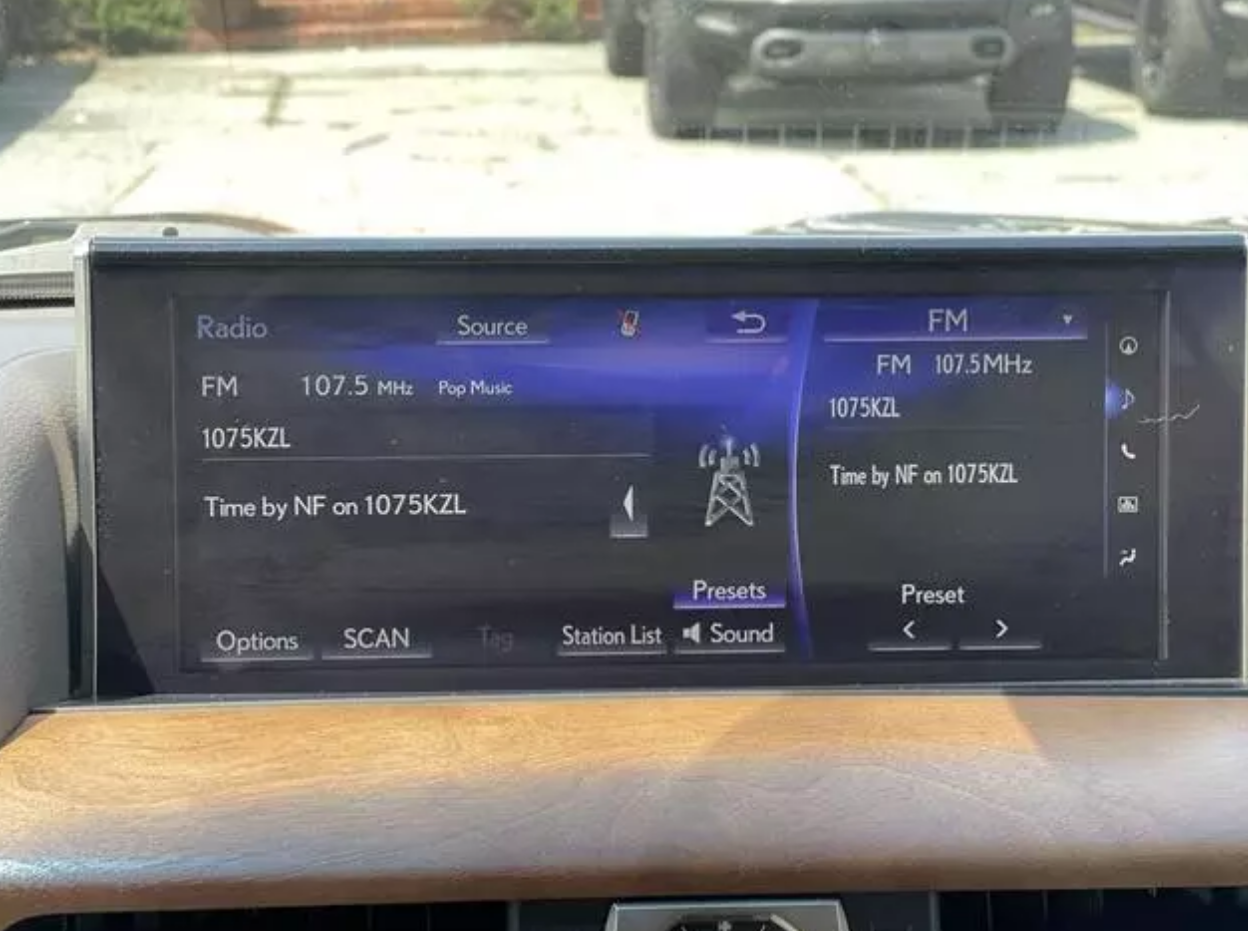 Radio Source
FM 107.5 MHz Pop Music
1075KZL
Time by NF on 1075KZL
Presets
Options SCAN Tag Station List Sound
FM
FM 107.5MHz
1075KZL
Time by NF on 1075KZL
Preset
< >